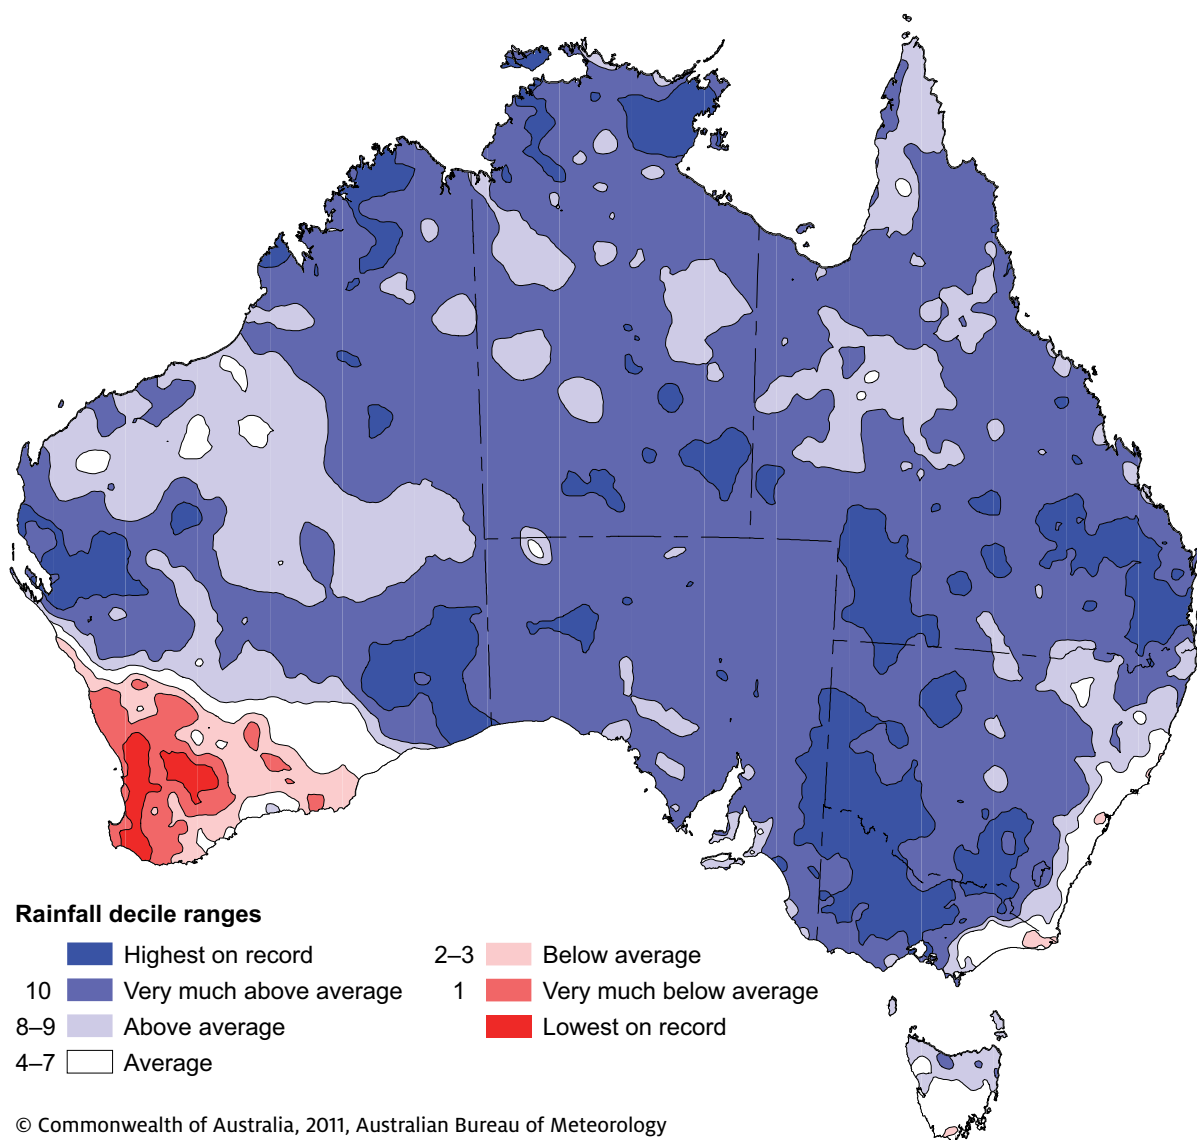 Rainfall decile ranges
Highest on record
10 Very much above average
8–9 Above average
4–7 Average
2–3 Below average
1 Very much below average
Lowest on record
© Commonwealth of Australia, 2011, Australian Bureau of Meteorology